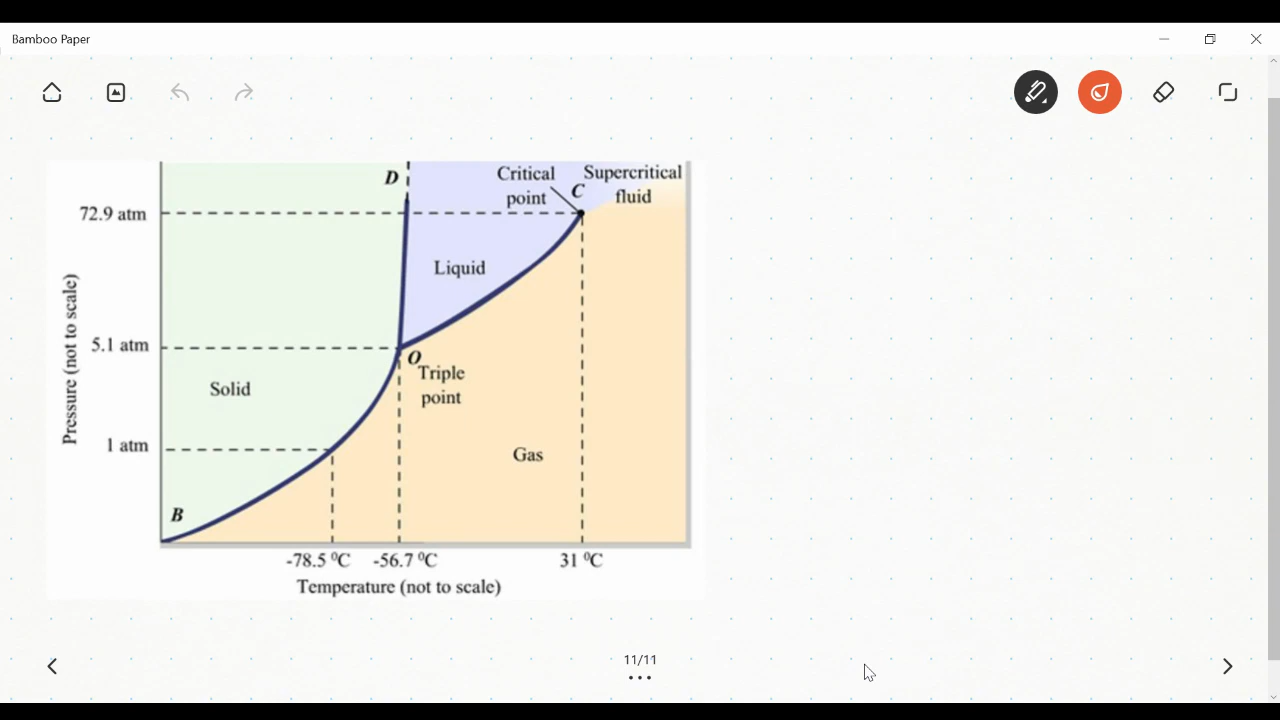 Bamboo Paper
D
Critical
point
C
Supercritical
fluid
72.9 atm
Liquid
Pressure (not to scale)
5.1 atm
O
Triple
point
Solid
1 atm
Gas
B
-78.5 ⁰C
-56.7 ⁰C
31 ⁰C
Temperature (not to scale)
11/11